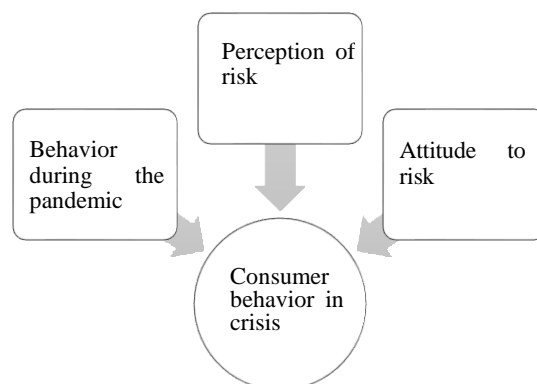 Perception of
risk
Behavior
during the
pandemic
Attitude to
risk
Consumer
behavior in
crisis